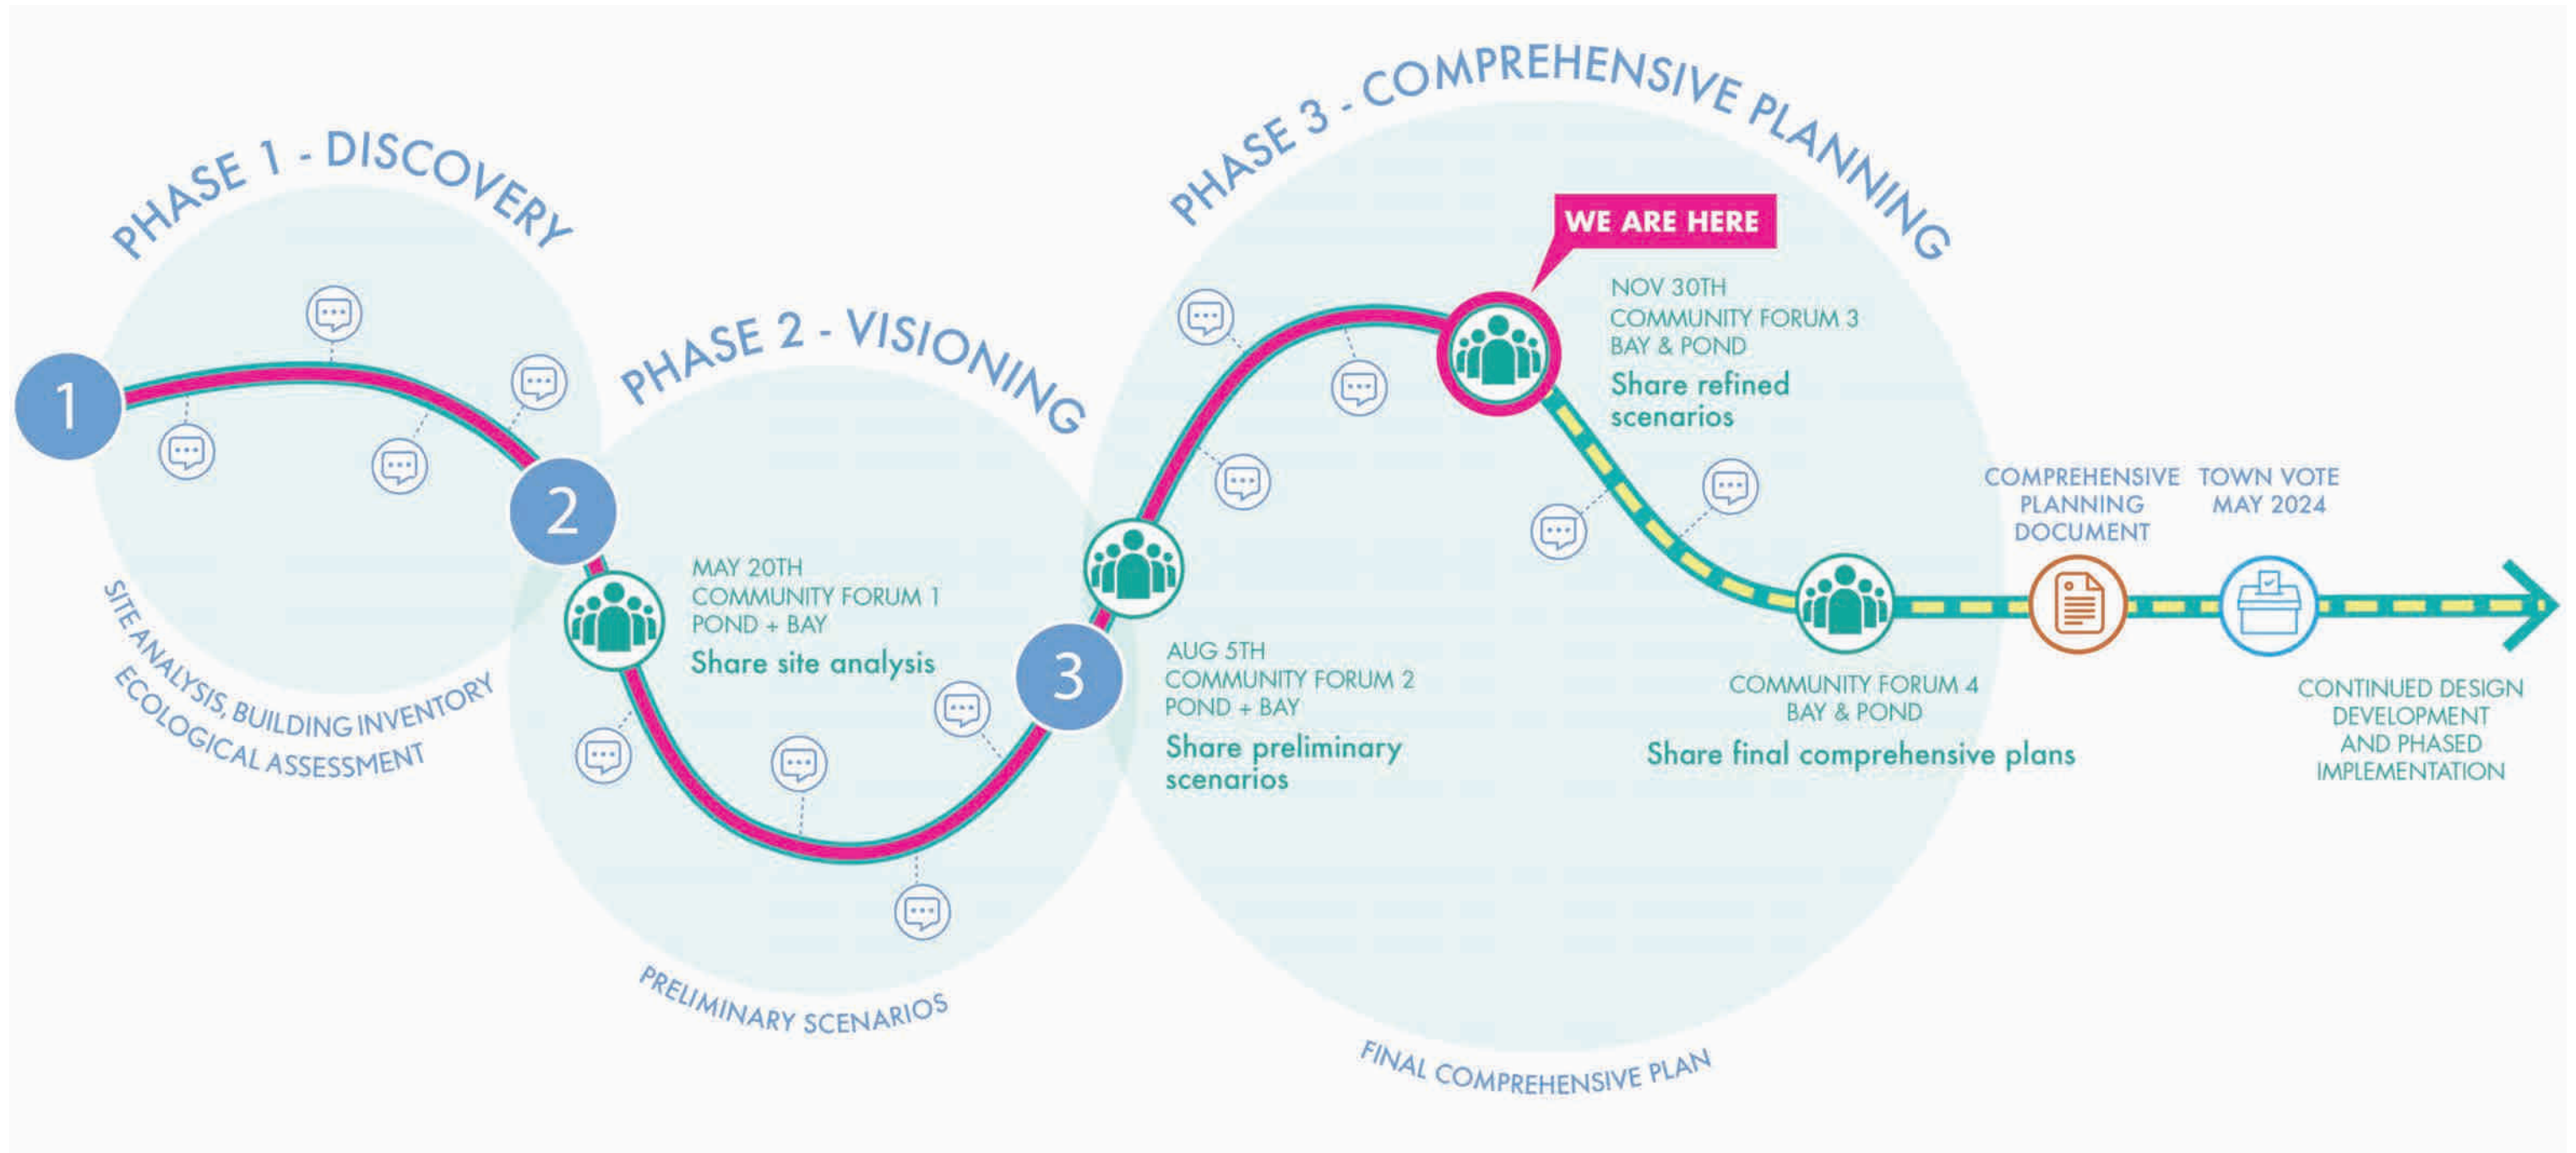 PHASE 1 - DISCOVERY
1
SITE ANALYSIS, BUILDING INVENTORY
ECOLOGICAL ASSESSMENT
PHASE 2 - VISIONING
2
MAY 20TH
COMMUNITY FORUM 1
POND + BAY
Share site analysis
PRELIMINARY SCENARIOS
PHASE 3 - COMPREHENSIVE PLANNING
3
AUG 5TH
COMMUNITY FORUM 2
POND + BAY
Share preliminary
scenarios
WE ARE HERE
NOV 30TH
COMMUNITY FORUM 3
BAY & POND
Share refined
scenarios
COMMUNITY FORUM 4
BAY & POND
Share final comprehensive plans
FINAL COMPREHENSIVE PLAN
COMPREHENSIVE
PLANNING
DOCUMENT
TOWN VOTE
MAY 2024
CONTINUED DESIGN
DEVELOPMENT
AND PHASED
IMPLEMENTATION